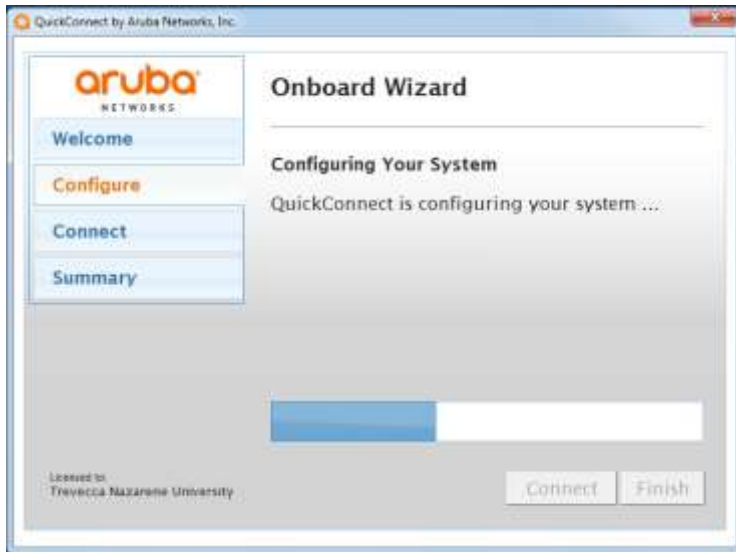 QuickConnect by Aruba Networks, Inc.
aruba
NETWORKS
Welcome
Configure
Connect
Summary
Onboard Wizard
Configuring Your System
QuickConnect is configuring your system ...
Licensed to
Trevecca Nazarene University
Connect
Finish